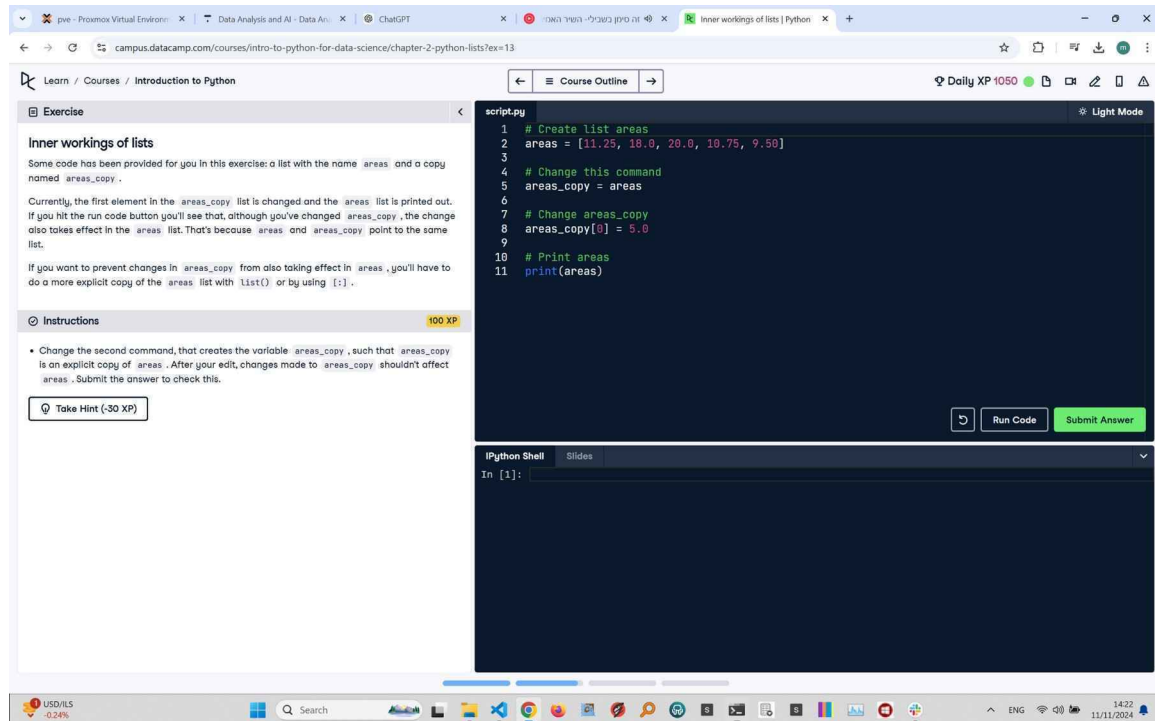 pve - Proxmox Virtual Environm
Data Analysis and AI - Data An
ChatGPT
זה סימן בשבילי- השיר האנו
Inner workings of lists | Python
campus.datacamp.com/courses/intro-to-python-for-data-science/chapter-2-python-lists?ex=13
m
Learn / Courses / Introduction to Python
Course Outline
Daily XP 1050
Exercise
Inner workings of lists
Some code has been provided for you in this exercise: a list with the name areas and a copy
named areas_copy .
Currently, the first element in the areas_copy list is changed and the areas list is printed out.
If you hit the run code button you'll see that, although you've changed areas_copy , the change
also takes effect in the areas list. That's because areas and areas_copy point to the same
list.
If you want to prevent changes in areas_copy from also taking effect in areas , you'll have to
do a more explicit copy of the areas list with list() or by using [:] .
Instructions
100 XP
• Change the second command, that creates the variable areas_copy , such that areas_copy
is an explicit copy of areas . After your edit, changes made to areas_copy shouldn't affect
areas . Submit the answer to check this.
Take Hint (-30 XP)
script.py
Light Mode
1 # Create list areas
2 areas = [11.25, 18.0, 20.0, 10.75, 9.50]
3
4 # Change this command
5 areas_copy = areas
6
7 # Change areas_copy
8 areas_copy[0] = 5.0
9
10 # Print areas
11 print(areas)
Run Code
Submit Answer
IPython Shell
Slides
In [1]:
USD/ILS
-0.24%
Search
ENG
14:22
11/11/2024